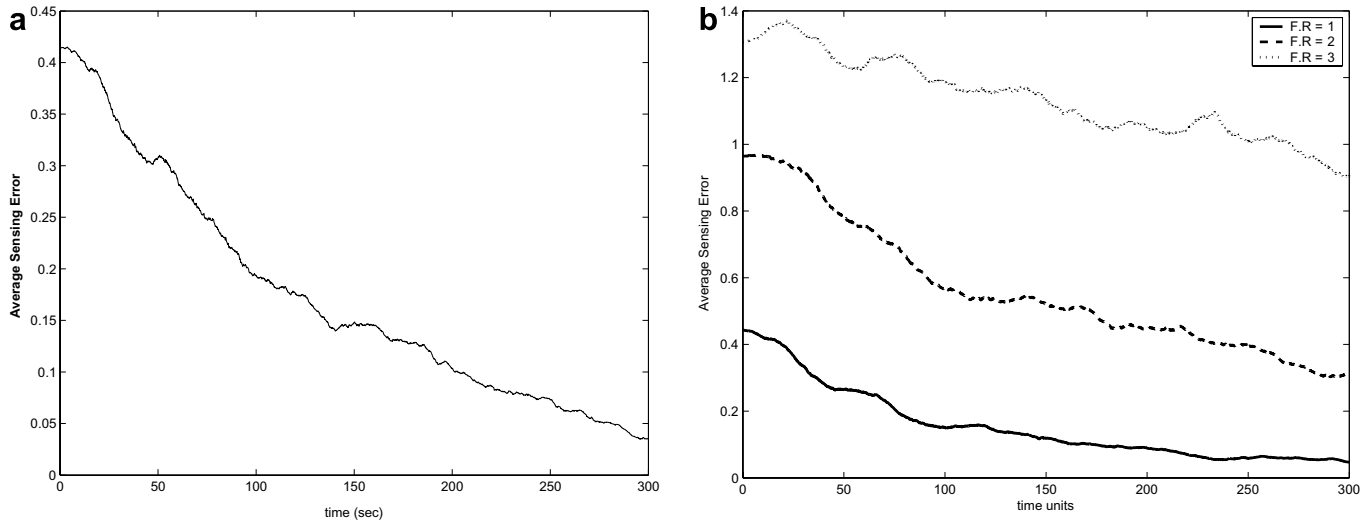 a
0.45
0.4
0.35
0.3
0.25
0.2
0.15
0.1
0.05
0
Average Sensing Error
0 50 100 150 200 250 300
time (sec)
b
1.4
1.2
1
0.8
0.6
0.4
0.2
0
Average Sensing Error
F.R = 1
F.R = 2
F.R = 3
0 50 100 150 200 250 300
time units